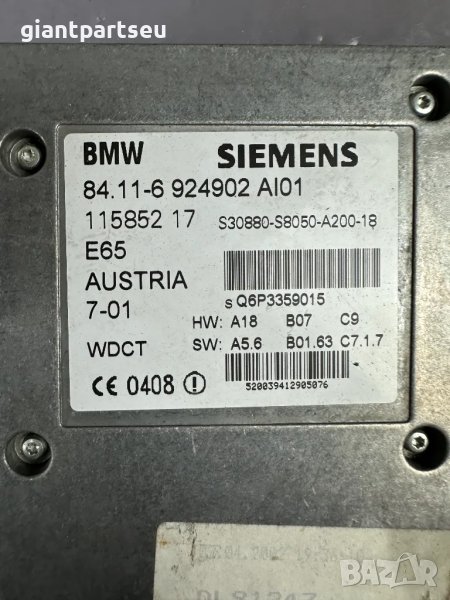 giantpartseu
BMW SIEMENS
84.11-6 924902 AI01
115852 17 S30880-S8050-A200-18
E65
AUSTRIA
7-01
S Q6P3359015
HW: A18 B07 C9
WDCT SW: A5.6 B01.63 C7.1.7
CE 0408
520039412905076
BAZAR